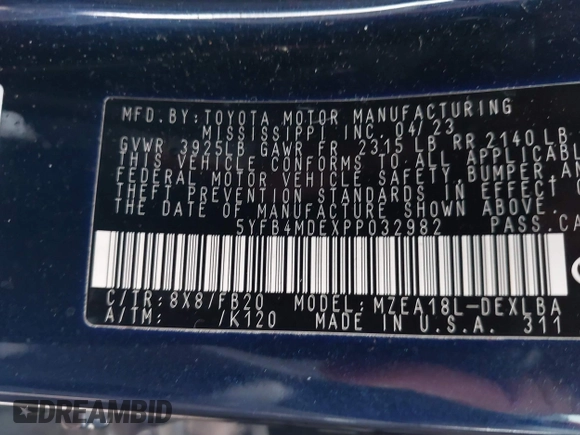 MFD. BY: TOYOTA MOTOR MANUFACTURING
MISSISSIPPI INC. 04/23
GVWR 3925LB GAWR FR 2315 LB RR 2140 LB
THIS VEHICLE CONFORMS TO ALL APPLICABL
FEDERAL MOTOR VEHICLE SAFETY, BUMPER, AN
THEFT PREVENTION STANDARDS IN EFFECT O
THE DATE OF MANUFACTURE SHOWN ABOVE.
5YFB4MDEXPP032982 PASS. CA
C/TR: 8X8/FB20 MODEL: MZEA18L-DEXLBA
A/TM: /K120 MADE IN U.S.A. 311
DREAMBID